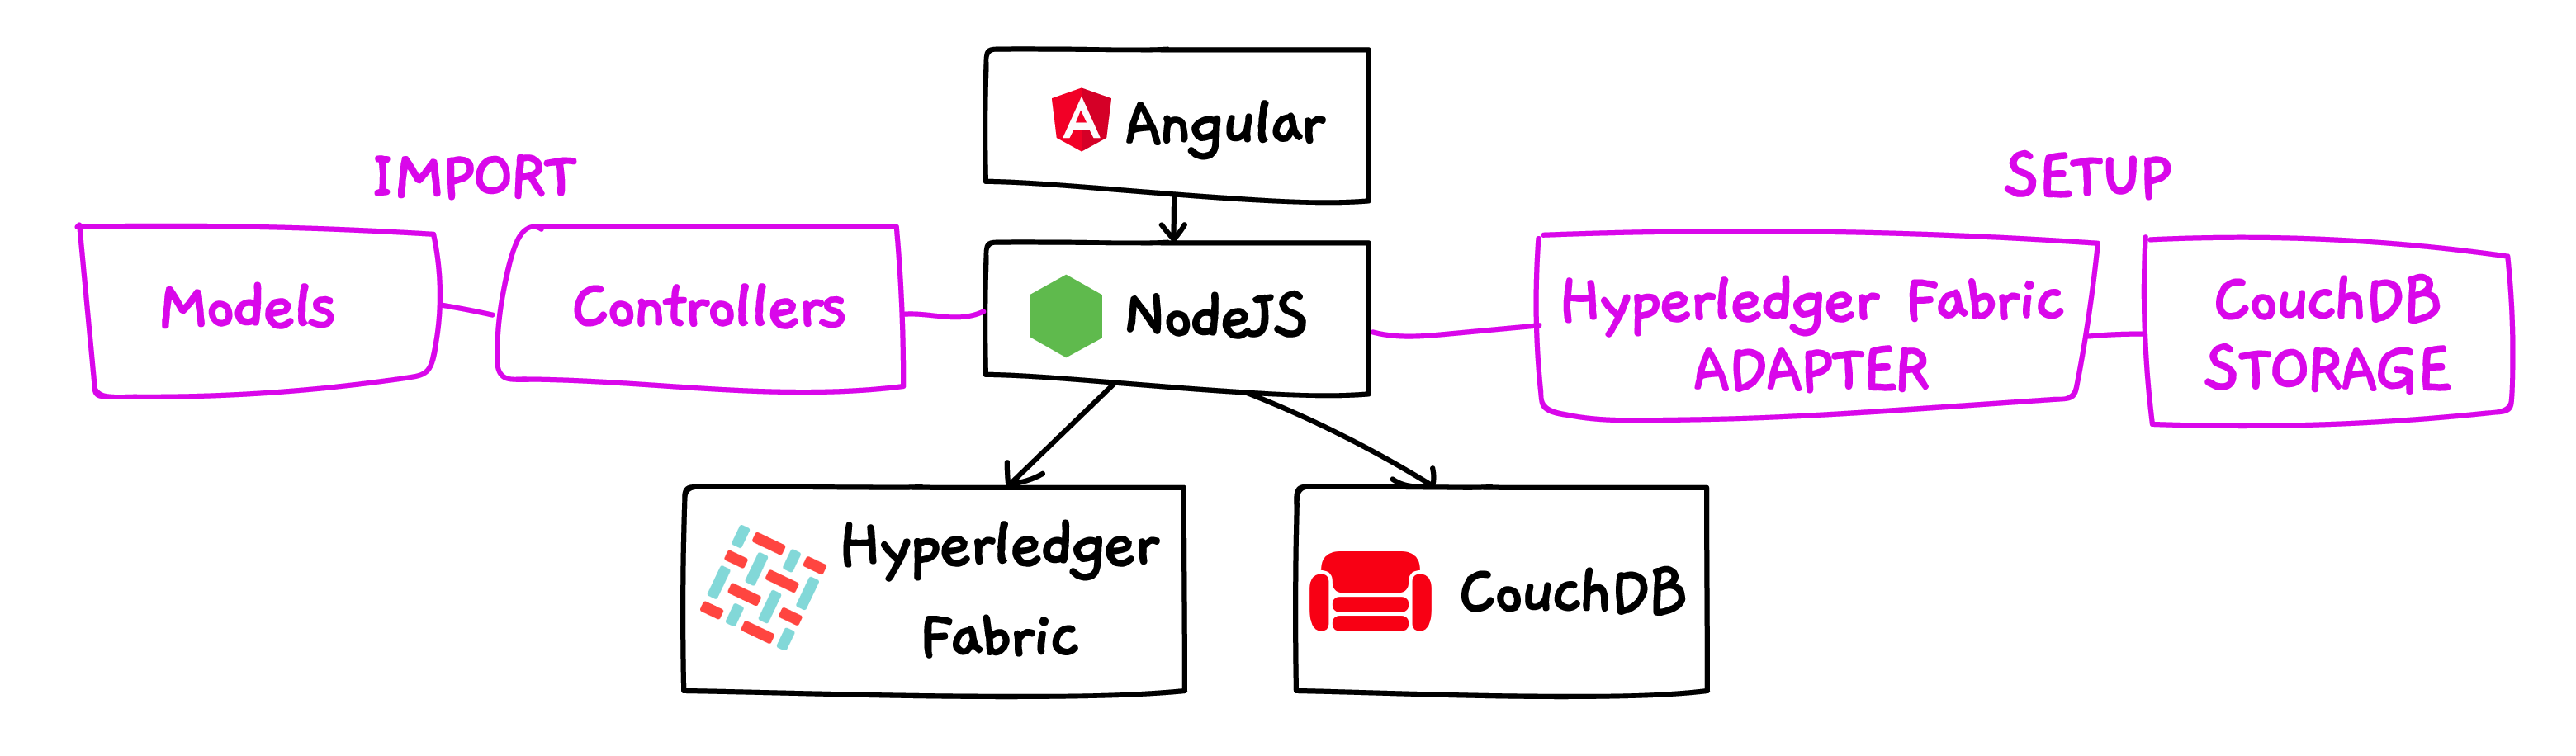 Angular
IMPORT
SETUP
Models
Controllers
NodeJS
Hyperledger Fabric
ADAPTER
CouchDB
STORAGE
Hyperledger
Fabric
CouchDB